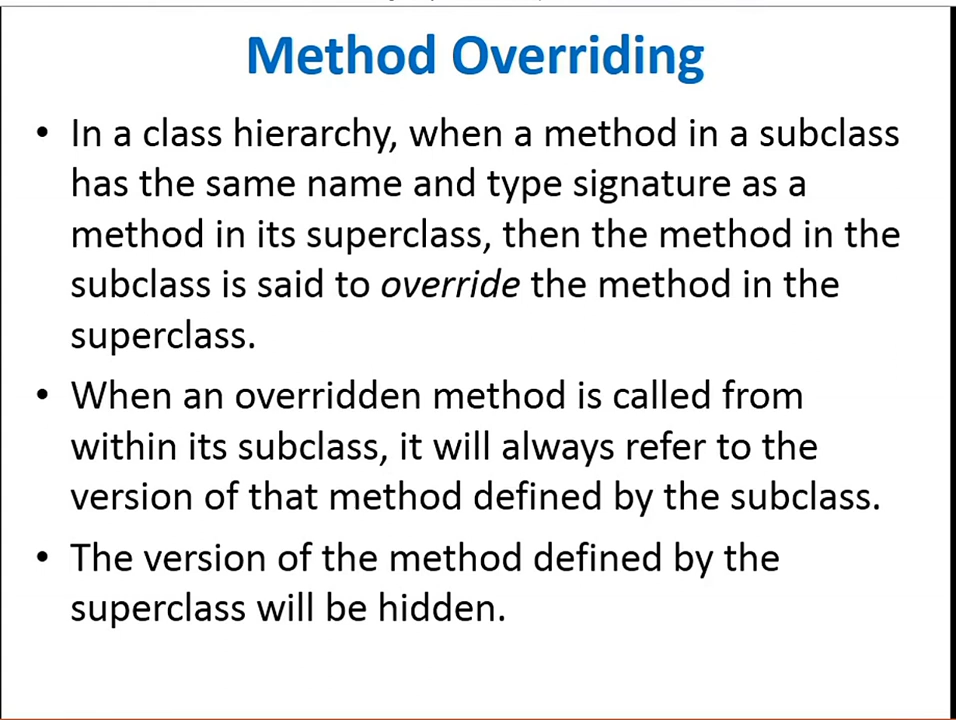 Method Overriding
• In a class hierarchy, when a method in a subclass
has the same name and type signature as a
method in its superclass, then the method in the
subclass is said to override the method in the
superclass.
• When an overridden method is called from
within its subclass, it will always refer to the
version of that method defined by the subclass.
• The version of the method defined by the
superclass will be hidden.